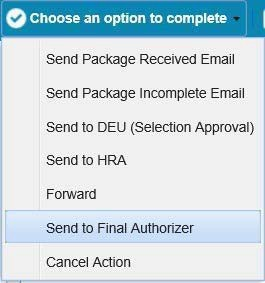 Choose an option to complete
Send Package Received Email
Send Package Incomplete Email
Send to DEU (Selection Approval)
Send to HRA
Forward
Send to Final Authorizer
Cancel Action